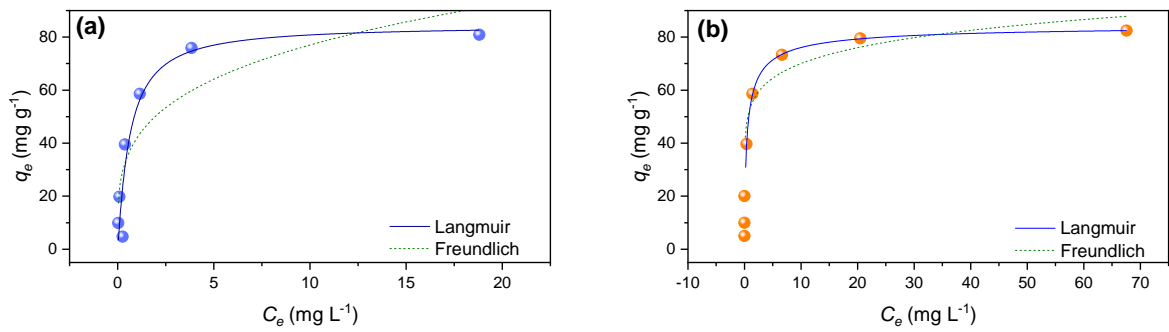 (a)
80
60
40
20
0
qₑ (mg g⁻¹)
Langmuir
Freundlich
0 5 10 15 20
Cₑ (mg L⁻¹)
(b)
80
60
40
20
0
qₑ (mg g⁻¹)
Langmuir
Freundlich
-10 0 10 20 30 40 50 60 70
Cₑ (mg L⁻¹)